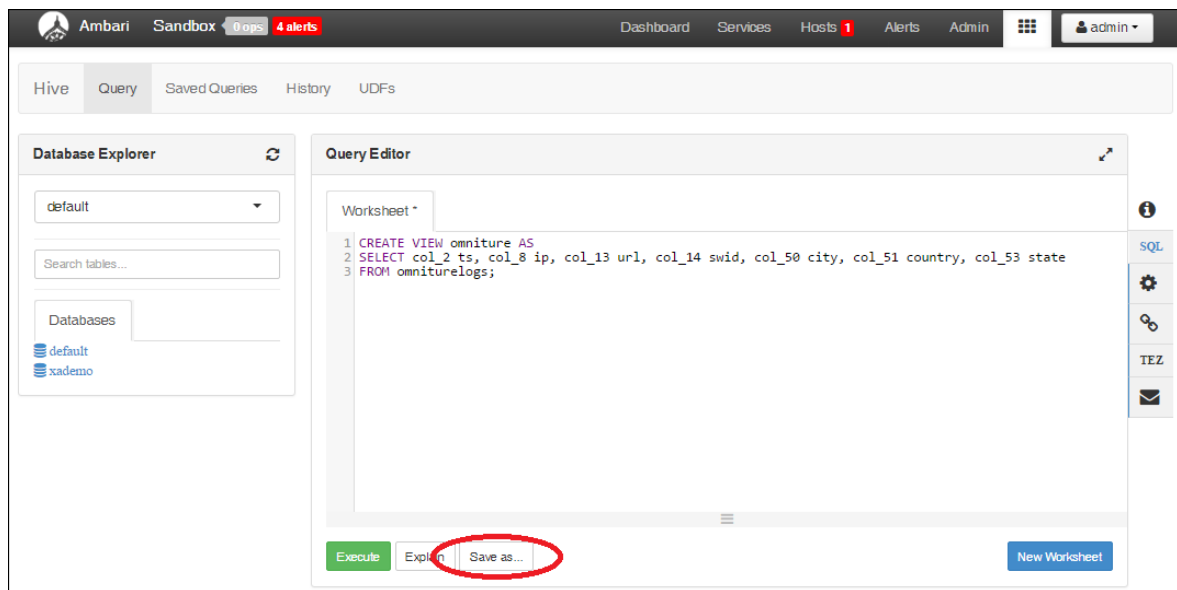 Ambari Sandbox 0 ops 4 alerts Dashboard Services Hosts 1 Alerts Admin admin
Hive Query Saved Queries History UDFs
Database Explorer
default
Search tables...
Databases
default
xademo
Query Editor
Worksheet *
1 CREATE VIEW omniture AS
2 SELECT col_2 ts, col_8 ip, col_13 url, col_14 swid, col_50 city, col_51 country, col_53 state
3 FROM omniturelogs;
Execute Explain Save as... New Worksheet
SQL
TEZ